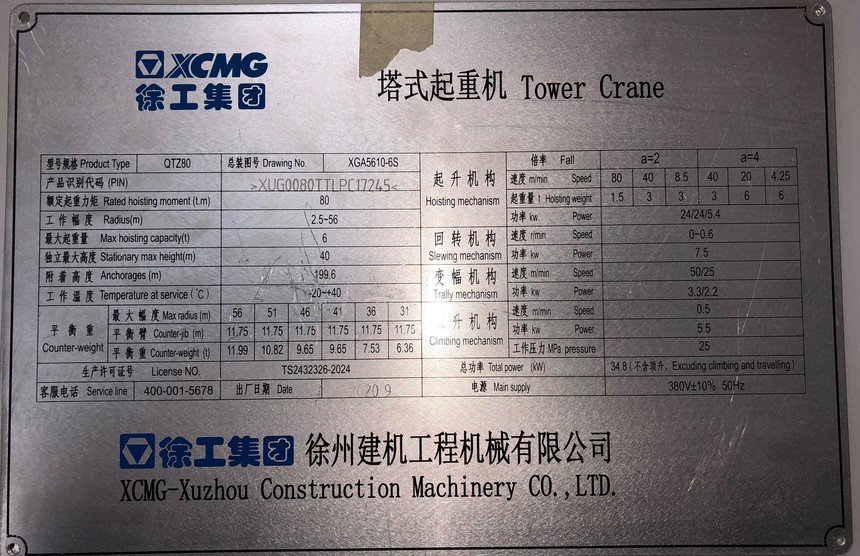 XCMG
徐工集团
塔式起重机 Tower Crane
型号规格 Product Type QTZ80 总装图号 Drawing No. XGA5610-6S
产品识别代码 (PIN) >XUG0080TTLPC17245<
额定起重力矩 Rated hoisting moment (t.m) 80
工作幅度 Radius(m) 2.5~56
最大起重量 Max hoisting capacity(t) 6
独立最大高度 Stationary max height(m) 40
附着高度 Anchorages (m) 199.6
工作温度 Temperature at service (℃) -20~+40
平衡重 Counter-weight
最大幅度 Max radius (m) 56 51 46 41 36 31
平衡臂 Counter-jib (m) 11.75 11.75 11.75 11.75 11.75 11.75
平衡重 Counter-weight (t) 11.99 10.82 9.65 9.65 7.53 6.36
生产许可证号 License NO. TS2432326-2024
客服电话 Service line 400-001-5678 出厂日期 Date 2020 9
起升机构 Hoisting mechanism
倍率 Fall a=2 a=4
速度 m/min Speed 80 40 8.5 40 20 4.25
起重量 t Hoisting weight 1.5 3 3 3 6 6
功率 kw Power 24/24/5.4
回转机构 Slewing mechanism
速度 r/min Speed 0~0.6
功率 kw Power 7.5
变幅机构 Trally mechanism
速度 m/min Speed 50/25
功率 kw Power 3.3/2.2
升机构 Climbing mechanism
速度 m/min Speed 0.5
功率 kw Power 5.5
工作压力 MPa pressure 25
总功率 Total power (kW) 34.8 (不含顶升, Excuding climbing and travelling)
电源 Main supply 380V±10% 50Hz
徐工集团 徐州建机工程机械有限公司
XCMG-Xuzhou Construction Machinery CO.,LTD.